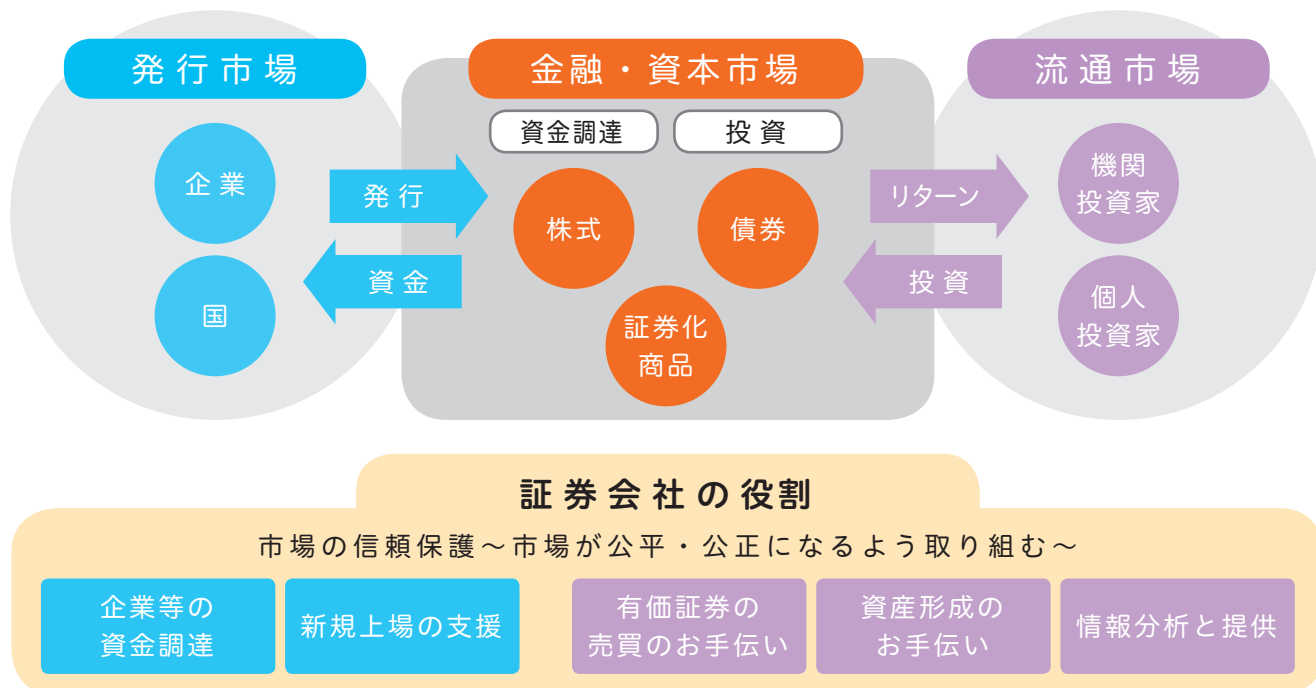 発行市場
金融・資本市場
流通市場
資金調達
投資
企業
国
発行
資金
株式
債券
証券化
商品
リターン
投資
機関
投資家
個人
投資家
証券会社の役割
市場の信頼保護～市場が公平・公正になるよう取り組む～
企業等の
資金調達
新規上場の支援
有価証券の
売買のお手伝い
資産形成の
お手伝い
情報分析と提供